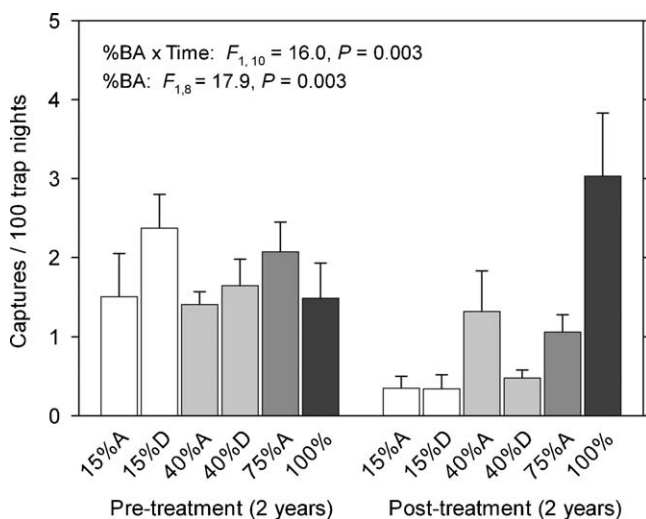 %BA x Time: F1, 10 = 16.0, P = 0.003
%BA: F1,8 = 17.9, P = 0.003
Captures / 100 trap nights
5
4
3
2
1
0
15%A 15%D 40%A 40%D 75%A 100% 15%A 15%D 40%A 40%D 75%A 100%
Pre-treatment (2 years) Post-treatment (2 years)